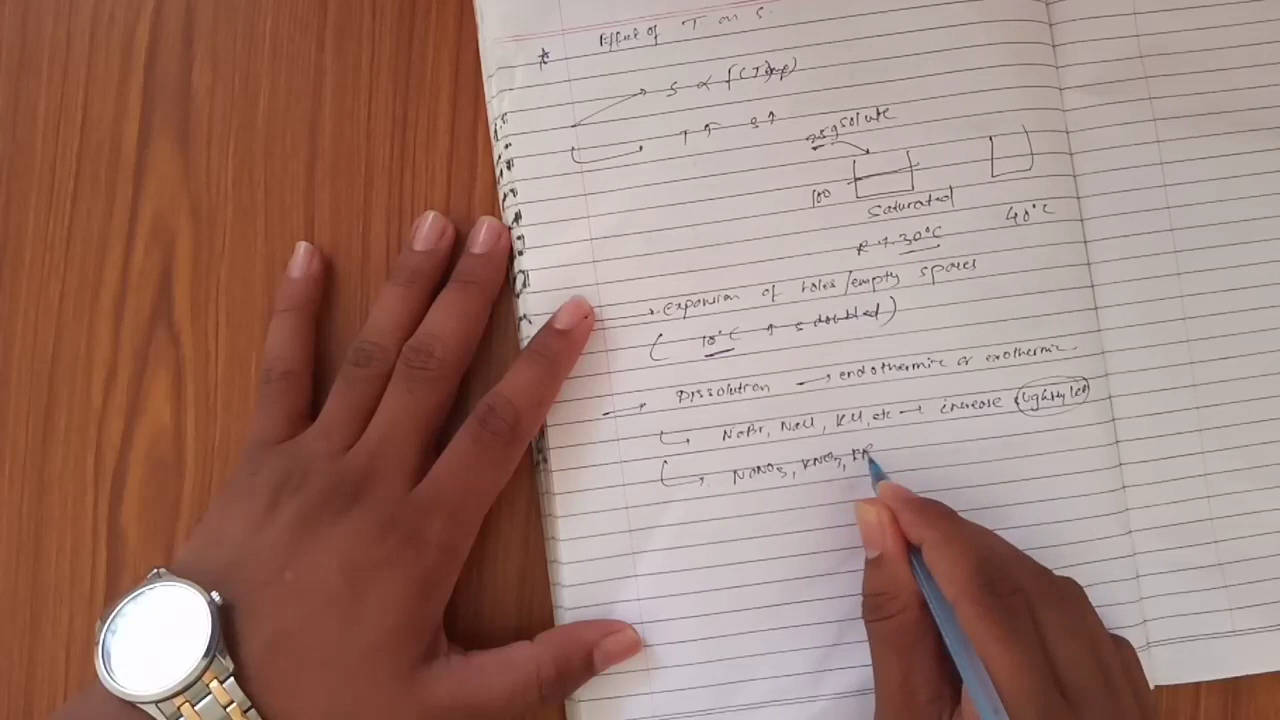 * Effect of T on S.
S ∝ f(Temp)
T↑ S↑
25g solute
100
Saturated
30°C
40°C
→ expansion of holes/empty spaces
( 10°C ↑ S doubled )
→ Dissolution → endothermic or exothermic.
NaBr, NaCl, KCl, etc → increase (slightly)
NaNO3, KNO3, KB